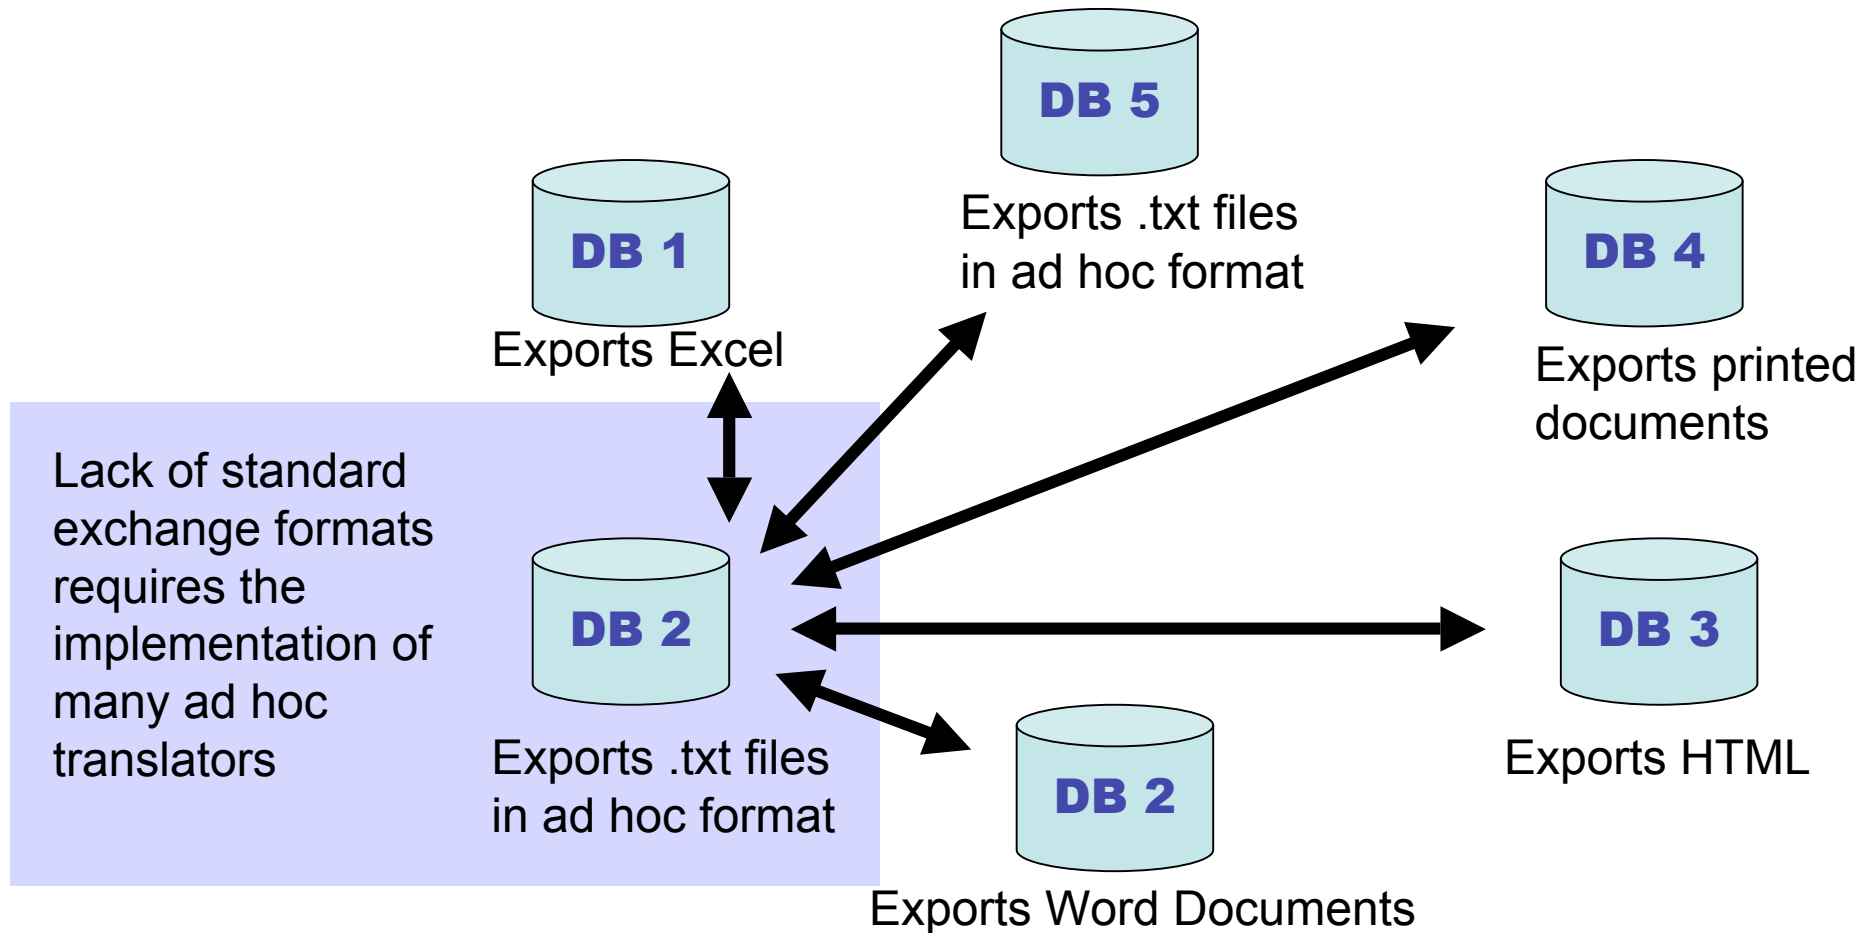 DB 5
Exports .txt files
in ad hoc format
DB 1
Exports Excel
DB 4
Exports printed
documents
Lack of standard
exchange formats
requires the
implementation of
many ad hoc
translators
DB 2
Exports .txt files
in ad hoc format
DB 3
Exports HTML
DB 2
Exports Word Documents